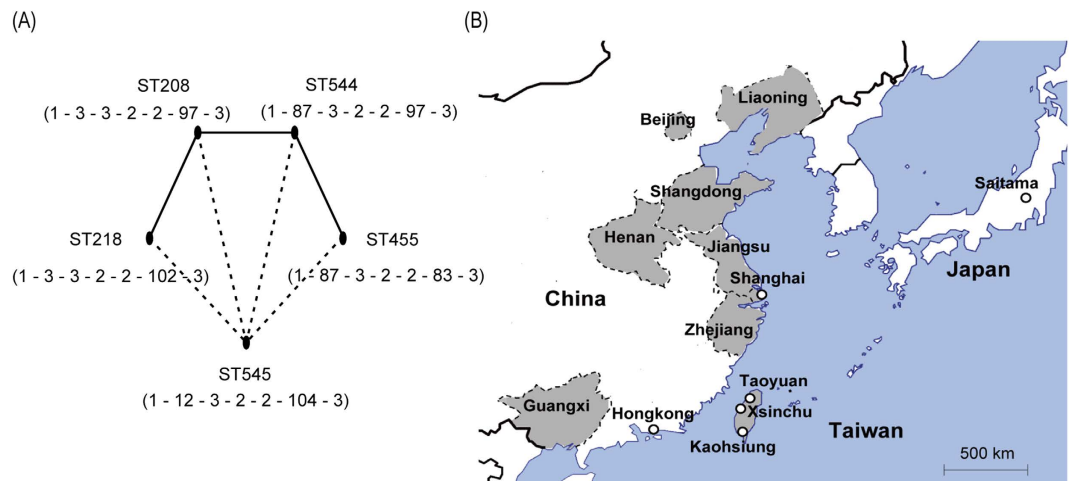 (A)
ST208
(1 - 3 - 3 - 2 - 2 - 97 - 3)
ST544
(1 - 87 - 3 - 2 - 2 - 97 - 3)
ST218
(1 - 3 - 3 - 2 - 2 - 102 - 3)
ST455
(1 - 87 - 3 - 2 - 2 - 83 - 3)
ST545
(1 - 12 - 3 - 2 - 2 - 104 - 3)
(B)
Liaoning
Beijing
Shangdong
Saitama
Henan
Jiangsu
Japan
Shanghai
China
Zhejiang
Taoyuan
Guangxi
Hongkong
Xsinchu
Taiwan
Kaohsiung
500 km